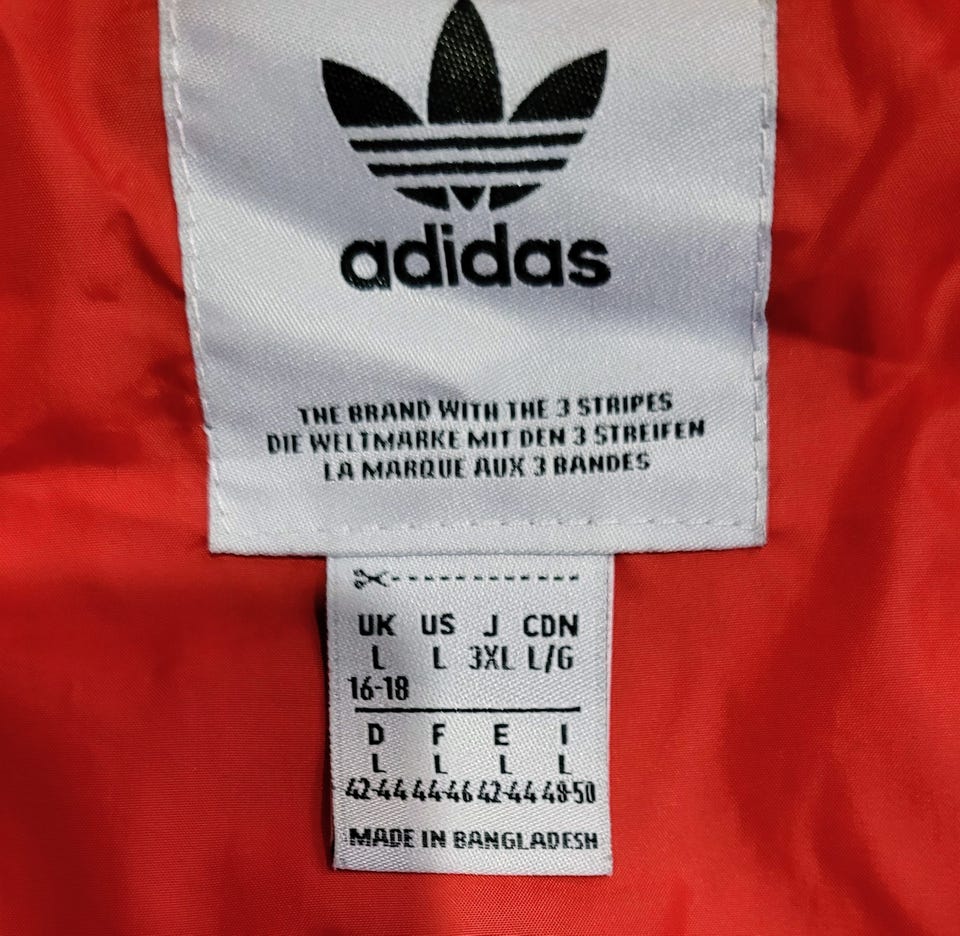 adidas
THE BRAND WITH THE 3 STRIPES
DIE WELTMARKE MIT DEN 3 STREIFEN
LA MARQUE AUX 3 BANDES
UK US J CDN
L L 3XL L/G
16-18
D F E I
L L L L
42-44 44-46 42-44 48-50
MADE IN BANGLADESH